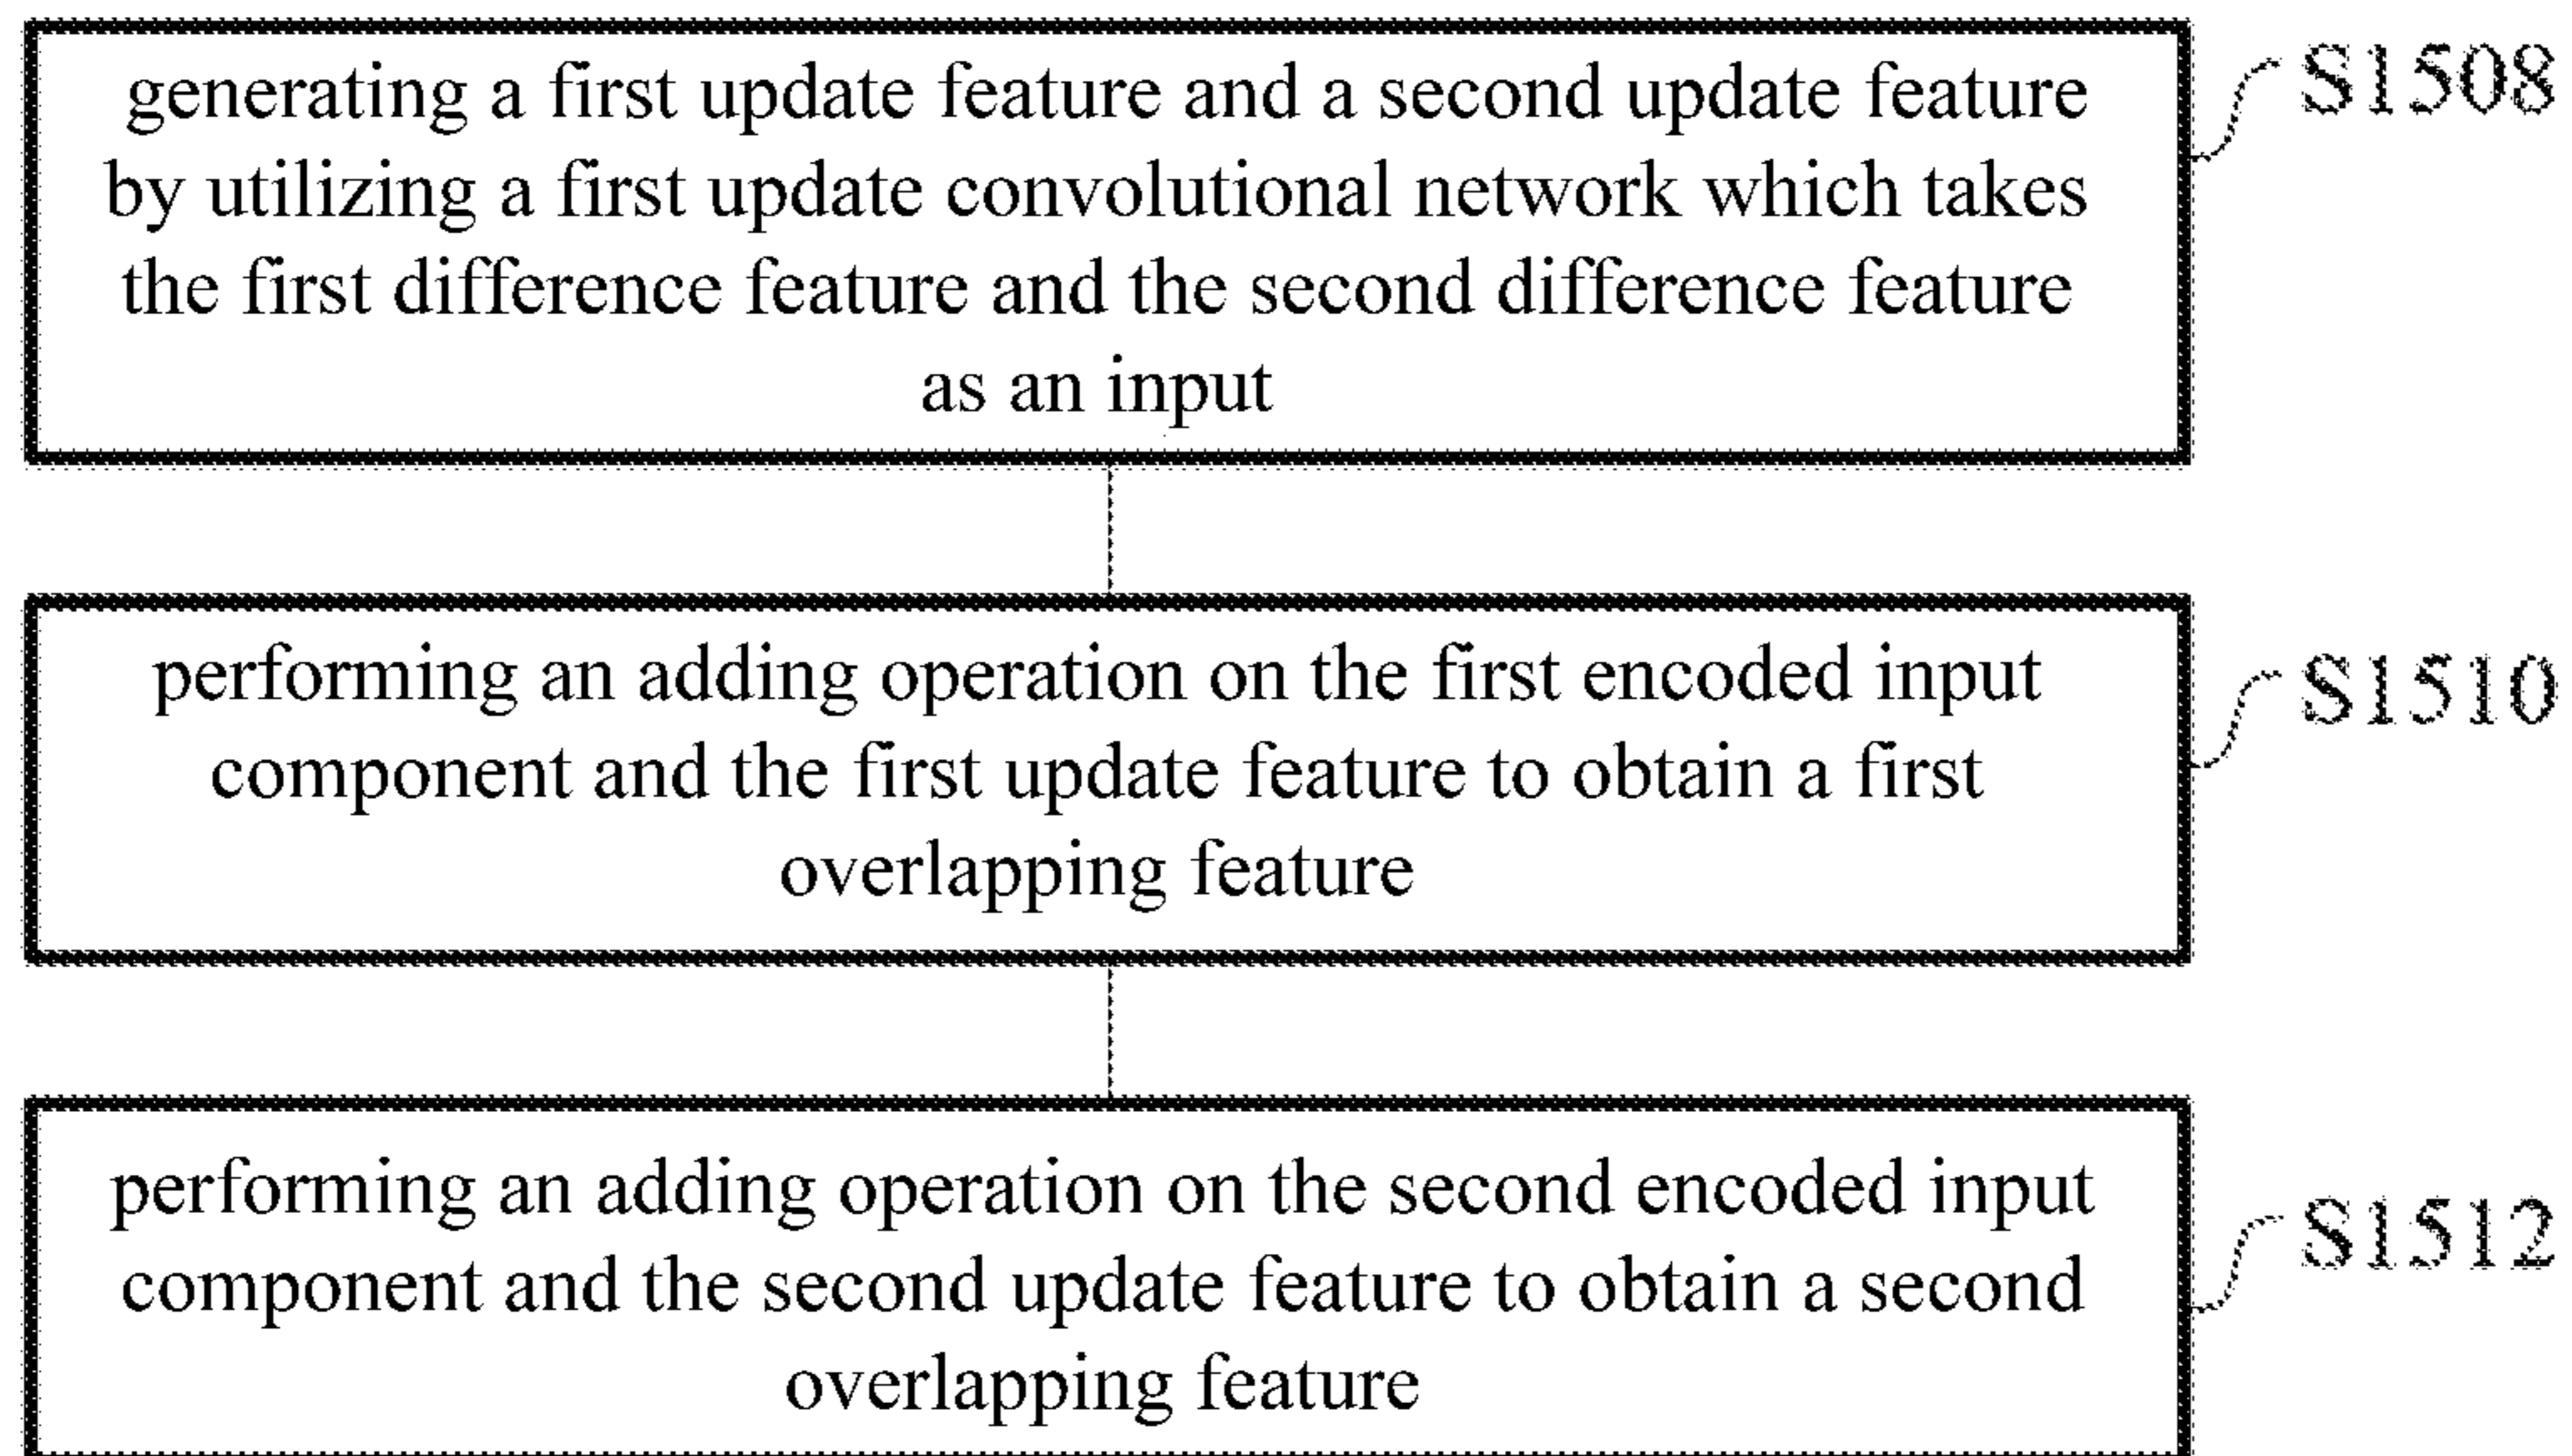 generating a first update feature and a second update feature
by utilizing a first update convolutional network which takes
the first difference feature and the second difference feature
as an input
S1508
performing an adding operation on the first encoded input
component and the first update feature to obtain a first
overlapping feature
S1510
performing an adding operation on the second encoded input
component and the second update feature to obtain a second
overlapping feature
S1512